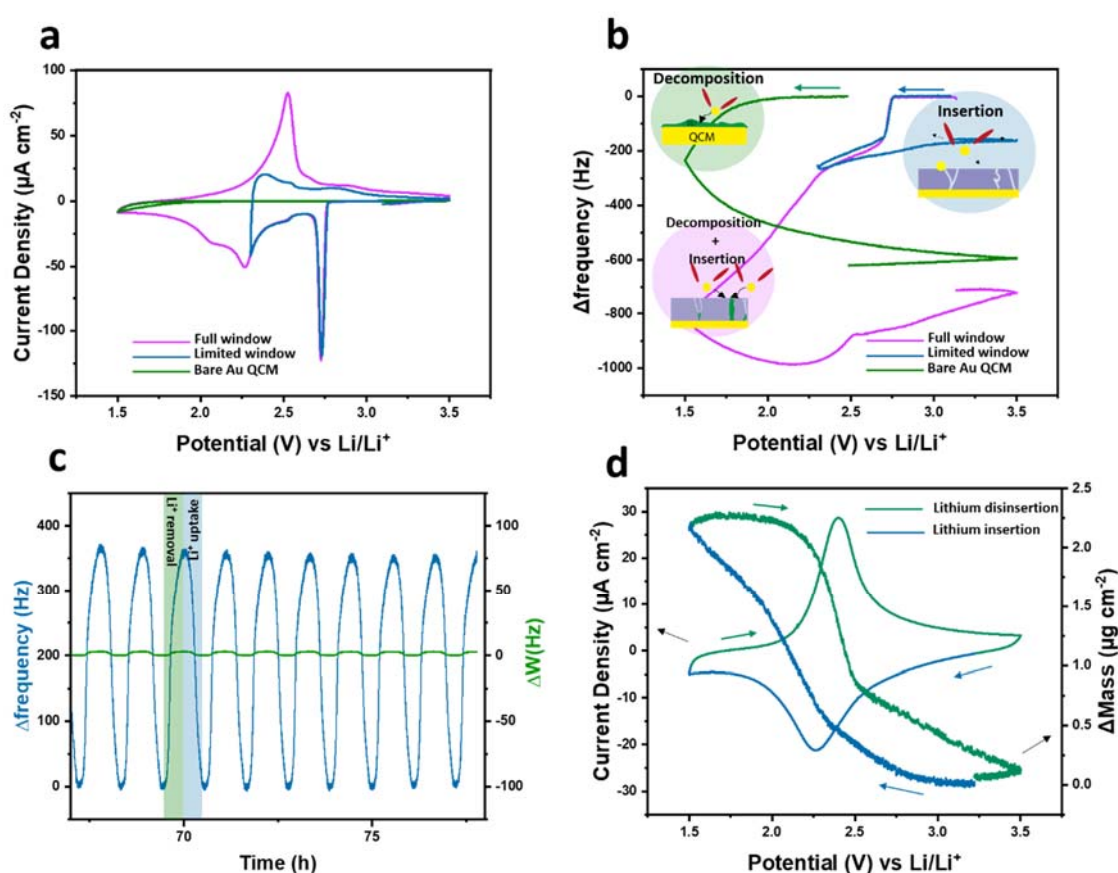 a
100
50
0
-50
-100
-150
1.5
2.0
2.5
3.0
3.5
Current Density (µA cm⁻²)
Potential (V) vs Li/Li⁺
Full window
Limited window
Bare Au QCM
b
0
-200
-400
-600
-800
-1000
1.5
2.0
2.5
3.0
3.5
Δfrequency (Hz)
Potential (V) vs Li/Li⁺
Decomposition
QCM
Insertion
Decomposition
+
Insertion
Full window
Limited window
Bare Au QCM
c
400
300
200
100
0
Δfrequency (Hz)
70
75
Time (h)
100
50
0
-50
-100
ΔW(Hz)
Li⁺ removal
Li⁺ uptake
d
30
20
10
0
-10
-20
-30
Current Density (µA cm⁻²)
1.5
2.0
2.5
3.0
3.5
Potential (V) vs Li/Li⁺
2.5
2.0
1.5
1.0
0.5
0.0
ΔMass (µg cm⁻²)
Lithium disinsertion
Lithium insertion